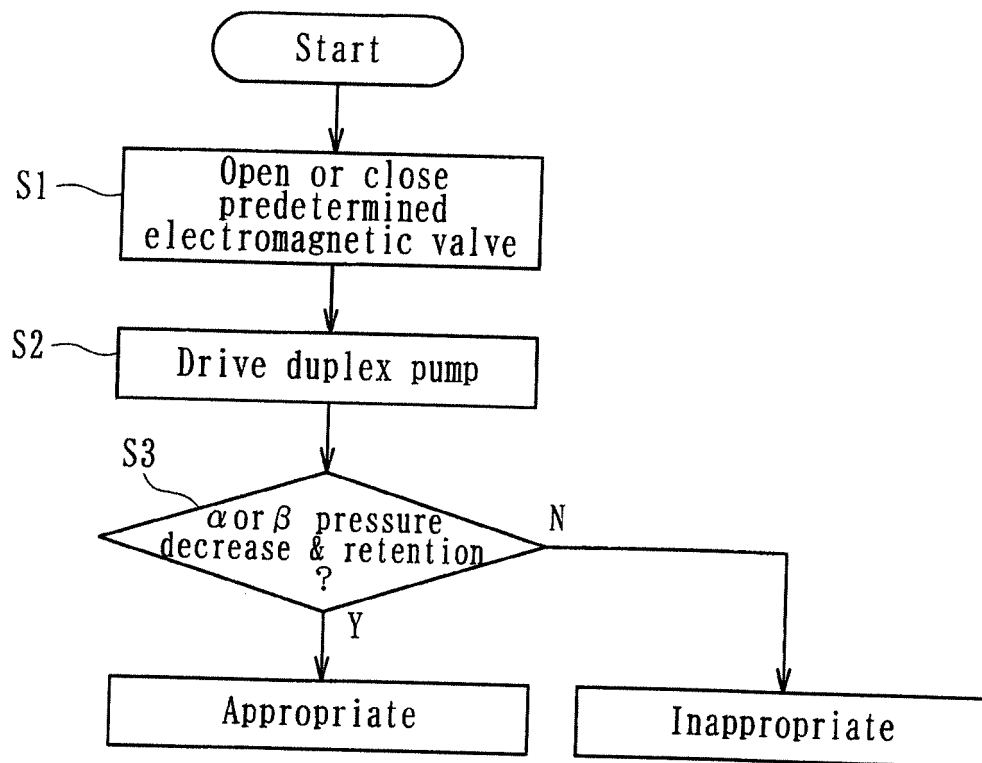 Start
S1
Open or close
predetermined
electromagnetic valve
S2
Drive duplex pump
S3
α or β pressure
decrease & retention
?
N
Y
Appropriate
Inappropriate